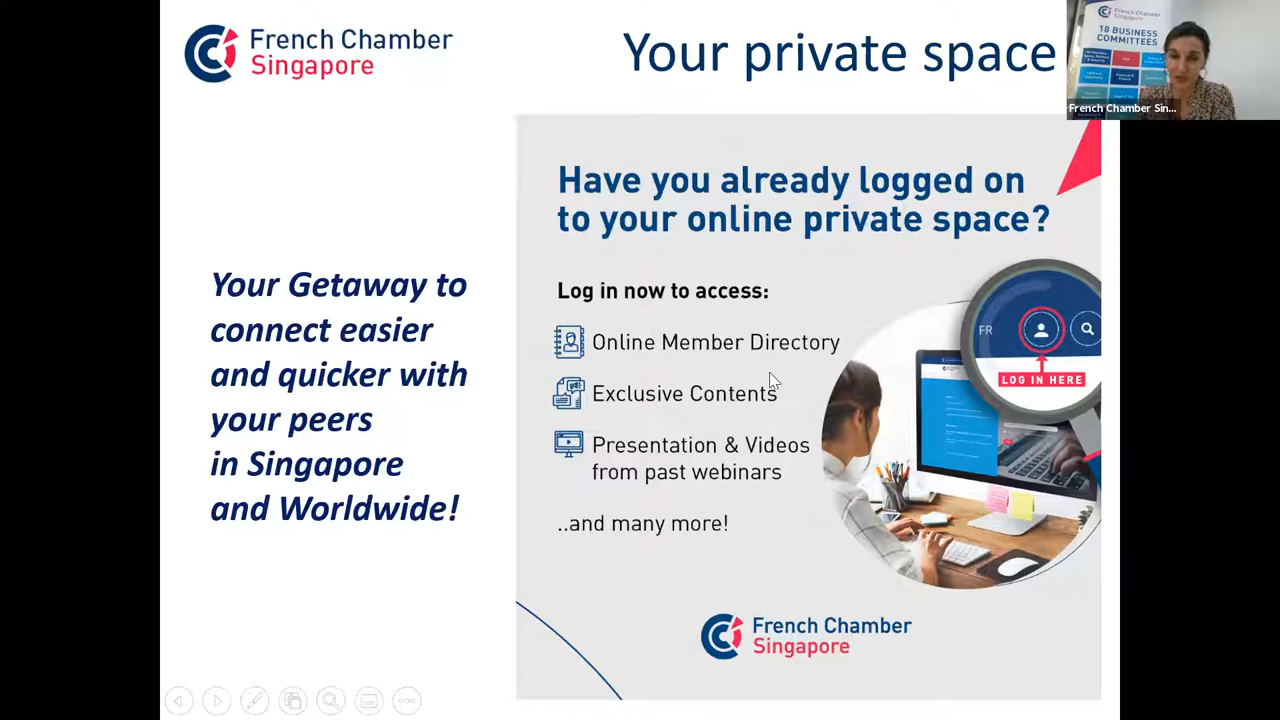 French Chamber
Singapore
Your private space
French Chamber
Singapore
18 BUSINESS
COMMITTEES
French Chamber Sin...
Have you already logged on
to your online private space?
Your Getaway to
connect easier
and quicker with
your peers
in Singapore
and Worldwide!
Log in now to access:
Online Member Directory
Exclusive Contents
Presentation & Videos
from past webinars
..and many more!
FR
LOG IN HERE
French Chamber
Singapore